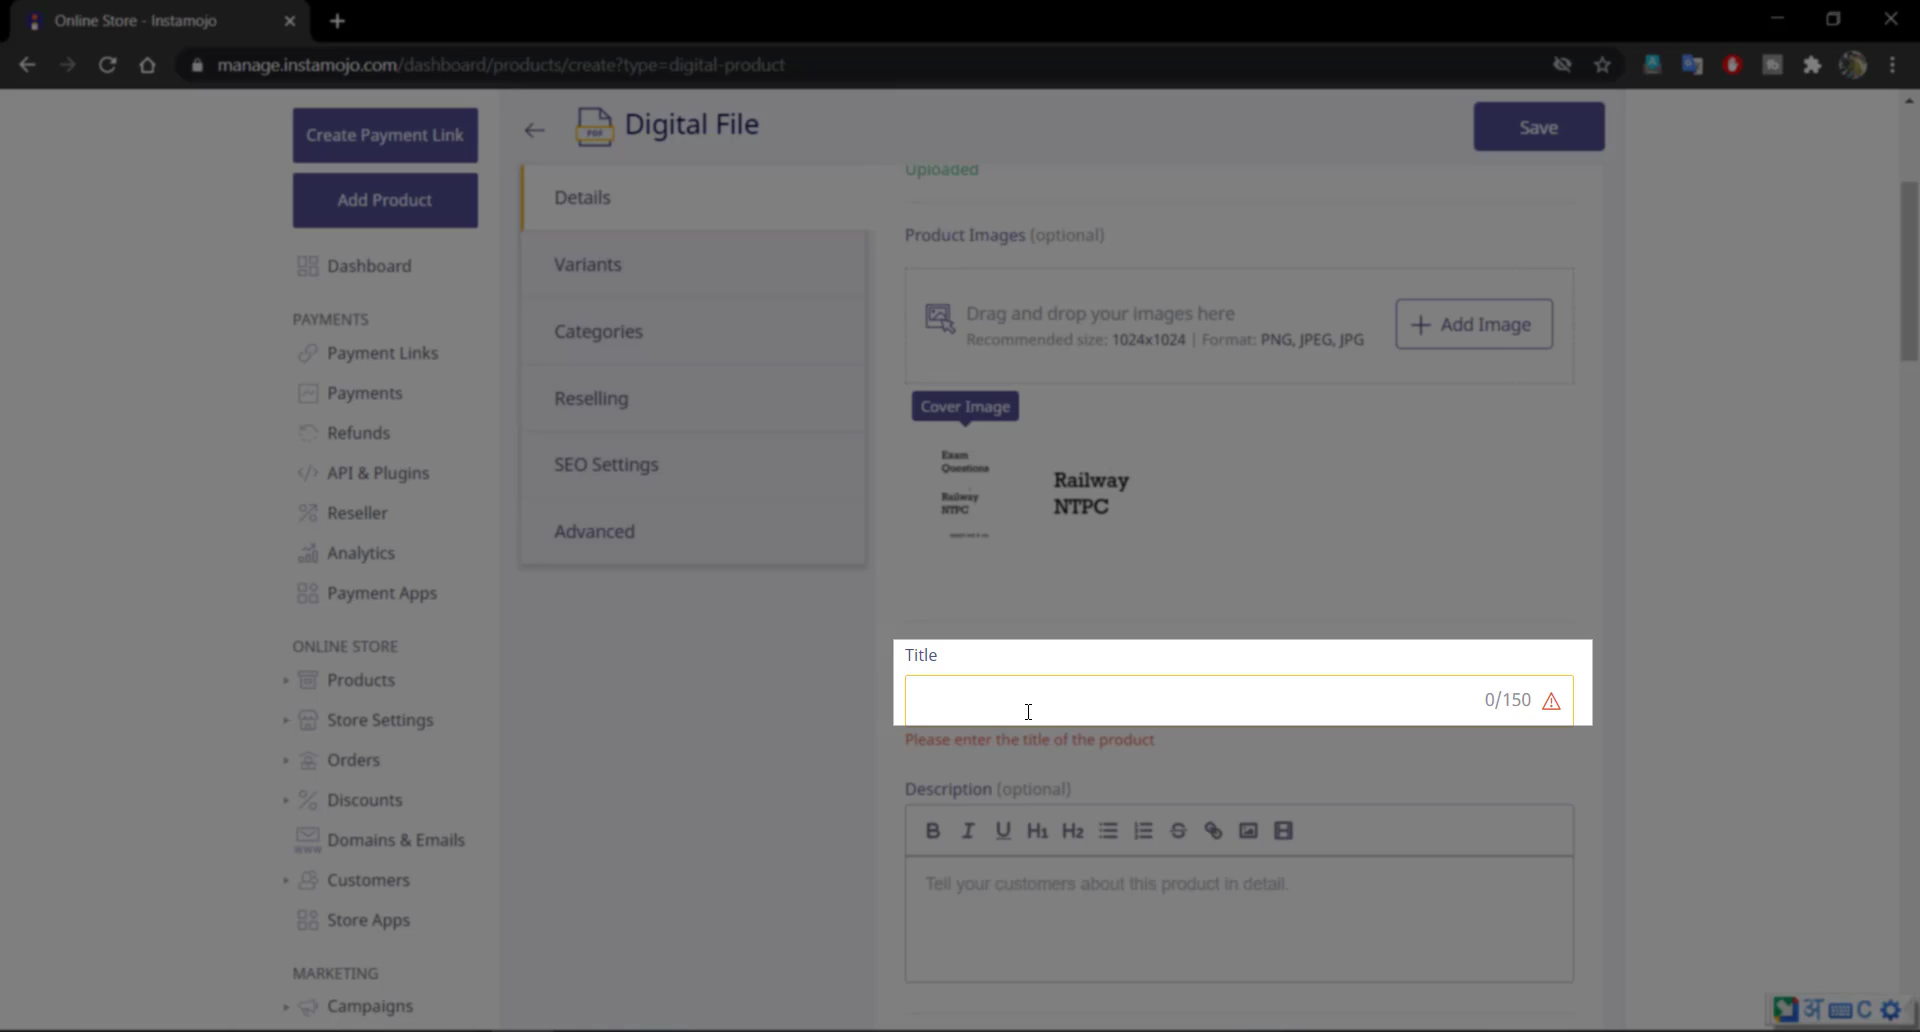 Online Store - Instamojo
manage.instamojo.com/dashboard/products/create?type=digital-product
Create Payment Link
Add Product
Dashboard
PAYMENTS
Payment Links
Payments
Refunds
API & Plugins
Reseller
Analytics
Payment Apps
ONLINE STORE
Products
Store Settings
Orders
Discounts
Domains & Emails
Customers
Store Apps
MARKETING
Campaigns
PDF
Digital File
Save
Details
Variants
Categories
Reselling
SEO Settings
Advanced
Uploaded
Product Images (optional)
Drag and drop your images here
Recommended size: 1024x1024 | Format: PNG, JPEG, JPG
Add Image
Cover Image
Exam
Questions
Railway
NTPC
Railway
NTPC
Title
0/150
Please enter the title of the product
Description (optional)
B I U H1 H2 S
Tell your customers about this product in detail.
अ C